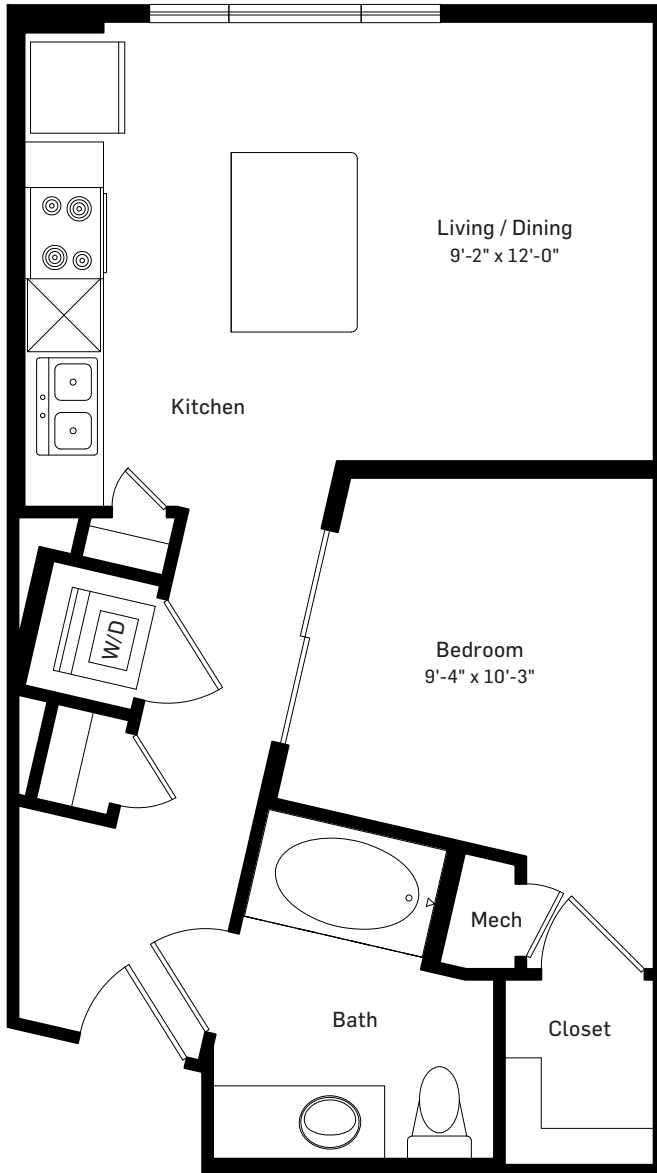 Living / Dining
9'-2" x 12'-0"
Kitchen
W/D
Bedroom
9'-4" x 10'-3"
Mech
Bath
Closet